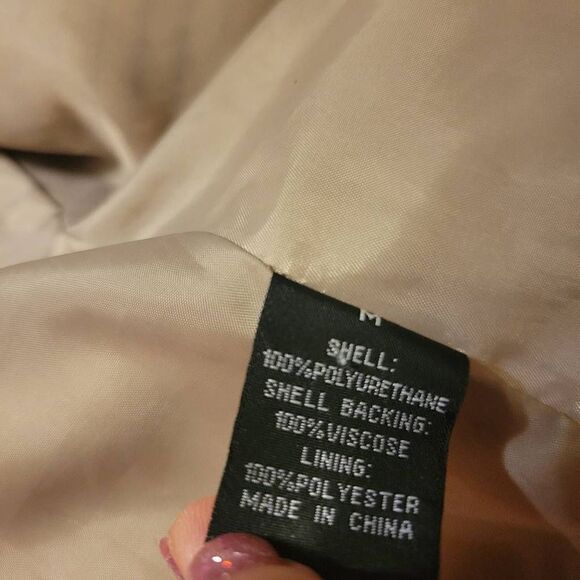 M
SHELL:
100%POLYURETHANE
SHELL BACKING:
100%VISCOSE
LINING:
100%POLYESTER
MADE IN CHINA